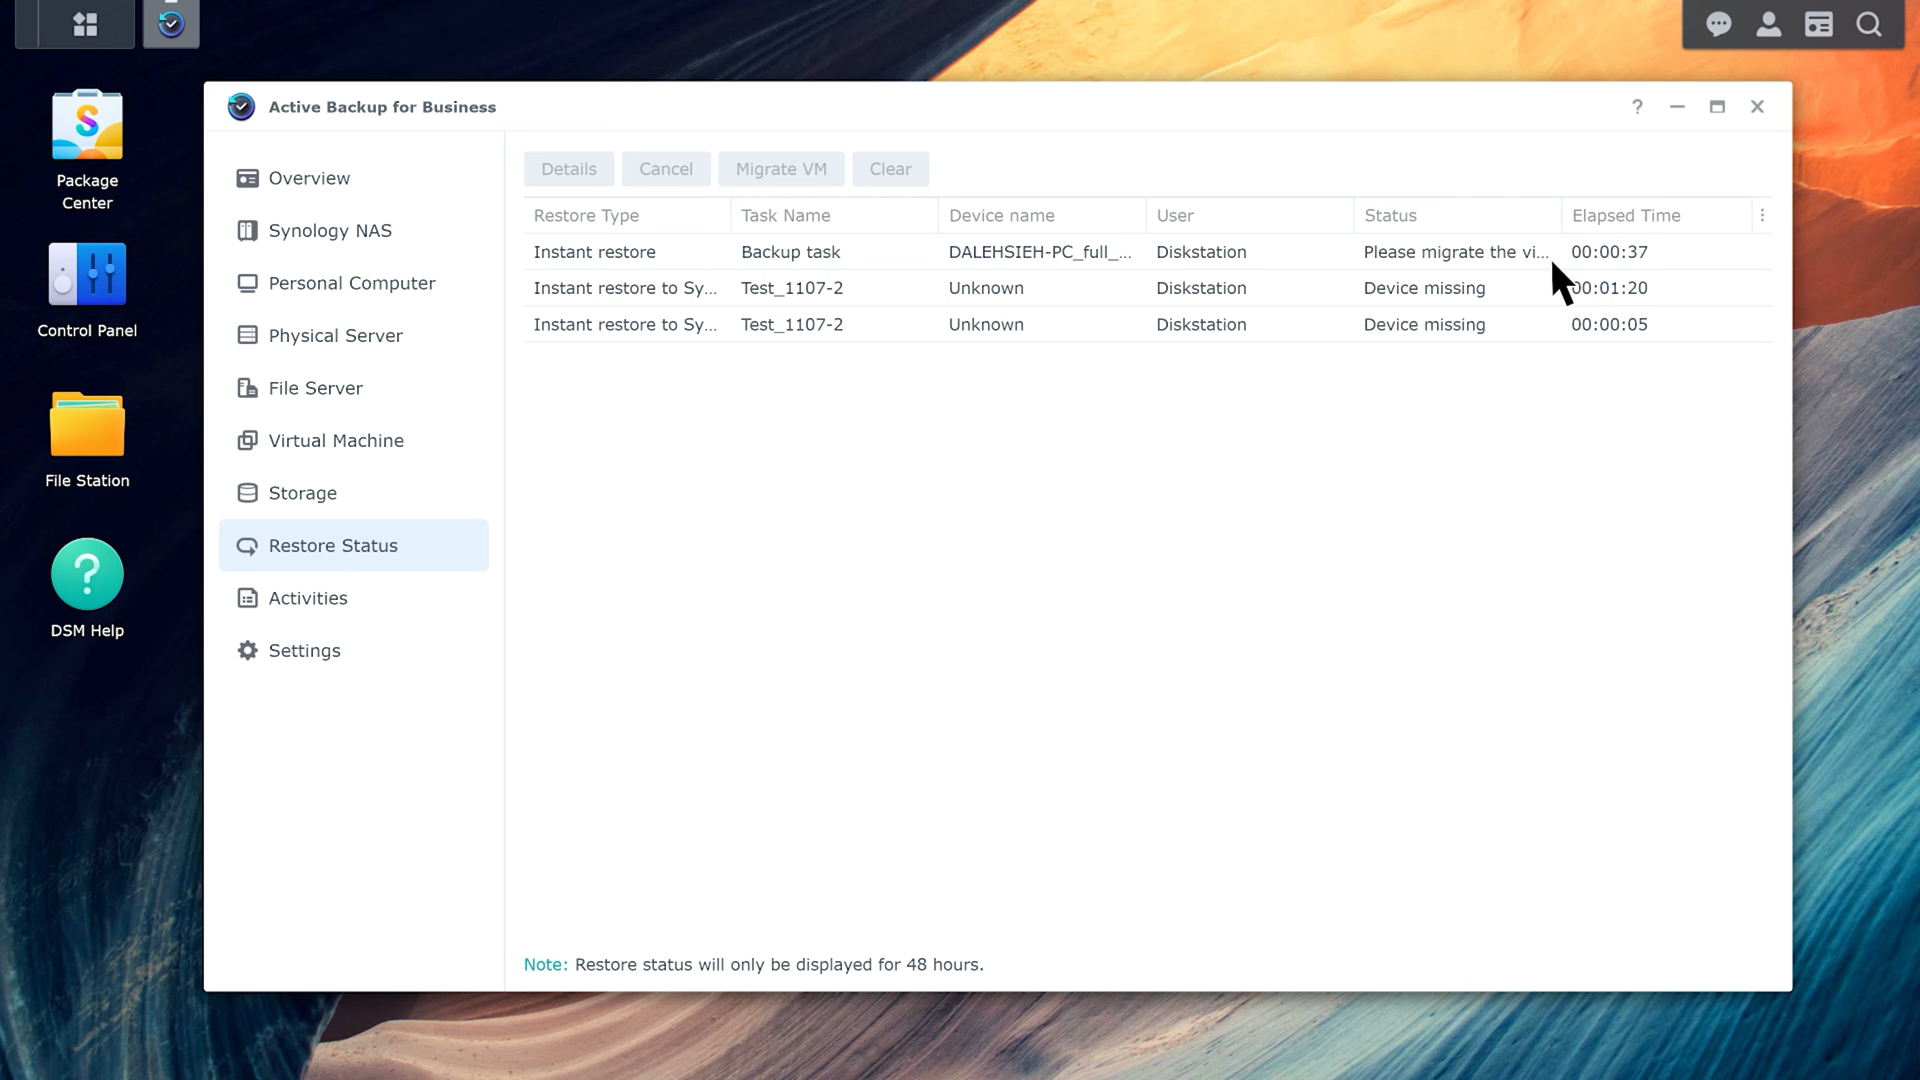 Active Backup for Business
Package
Center
Control Panel
File Station
DSM Help
Overview
Synology NAS
Personal Computer
Physical Server
File Server
Virtual Machine
Storage
Restore Status
Activities
Settings
Details Cancel Migrate VM Clear
Restore Type Task Name Device name User Status Elapsed Time
Instant restore Backup task DALEHSIEH-PC_full_... Diskstation Please migrate the vi... 00:00:37
Instant restore to Sy... Test_1107-2 Unknown Diskstation Device missing 00:01:20
Instant restore to Sy... Test_1107-2 Unknown Diskstation Device missing 00:00:05
Note: Restore status will only be displayed for 48 hours.